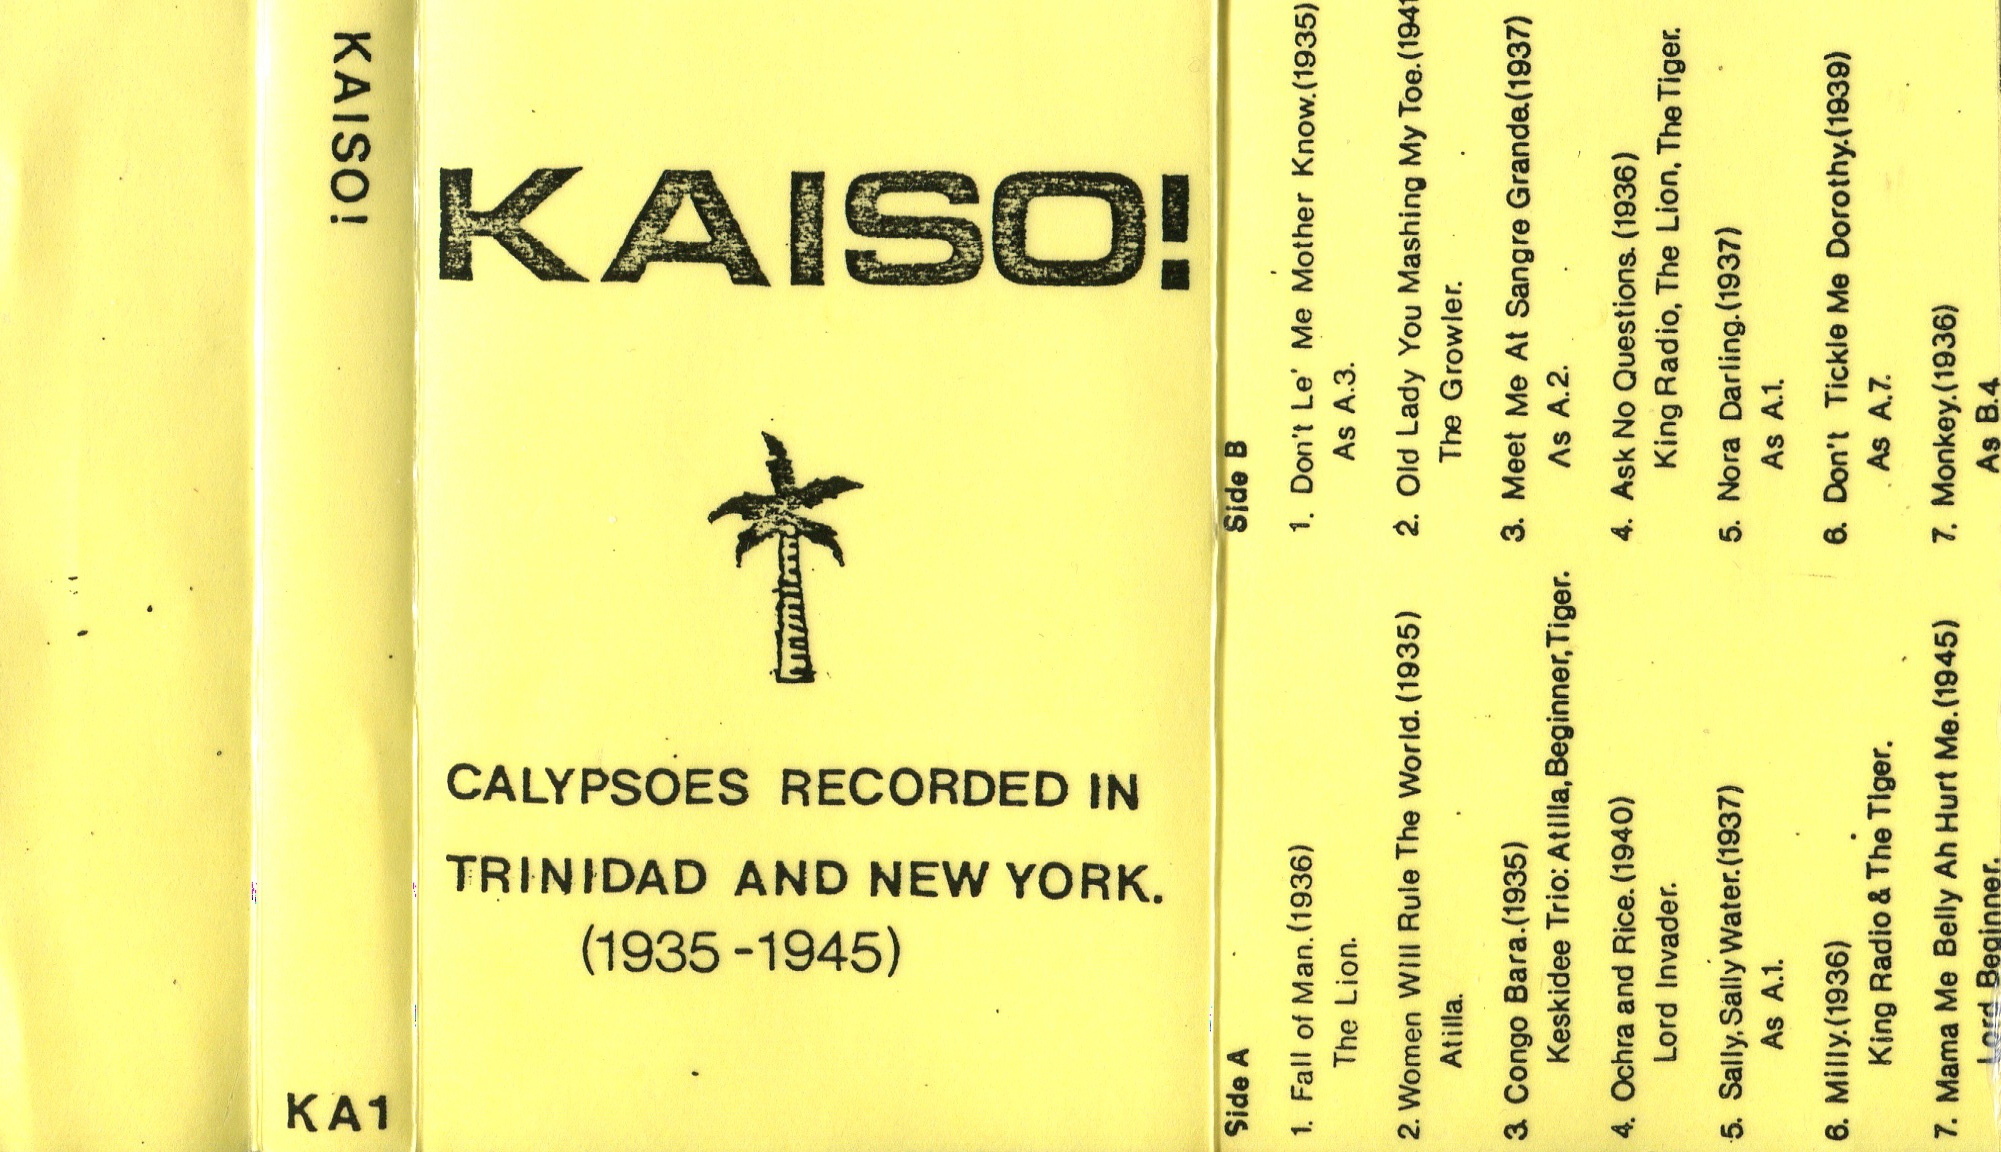 KAISO!
KA1
KAISO!
CALYPSOES RECORDED IN
TRINIDAD AND NEW YORK.
(1935-1945)
Side A
1. Fall of Man.(1936)
The Lion.
2. Women Will Rule The World.(1935)
Atilla.
3. Congo Bara.(1935)
Keskidee Trio: Atilla,Beginner,Tiger.
4. Ochra and Rice.(1940)
Lord Invader.
5. Sally,Sally Water.(1937)
As A.1.
6. Milly.(1936)
King Radio & The Tiger.
7. Mama Me Belly Ah Hurt Me.(1945)
Lord Beginner.
Side B
1. Don't Le' Me Mother Know.(1935)
As A.3.
2. Old Lady You Mashing My Toe.(194
The Growler.
3. Meet Me At Sangre Grande.(1937)
As A.2.
4. Ask No Questions. (1936)
King Radio, The Lion, The Tiger.
5. Nora Darling.(1937)
As A.1.
6. Don't Tickle Me Dorothy.(1939)
As A.7.
7. Monkey.(1936)
As B.4